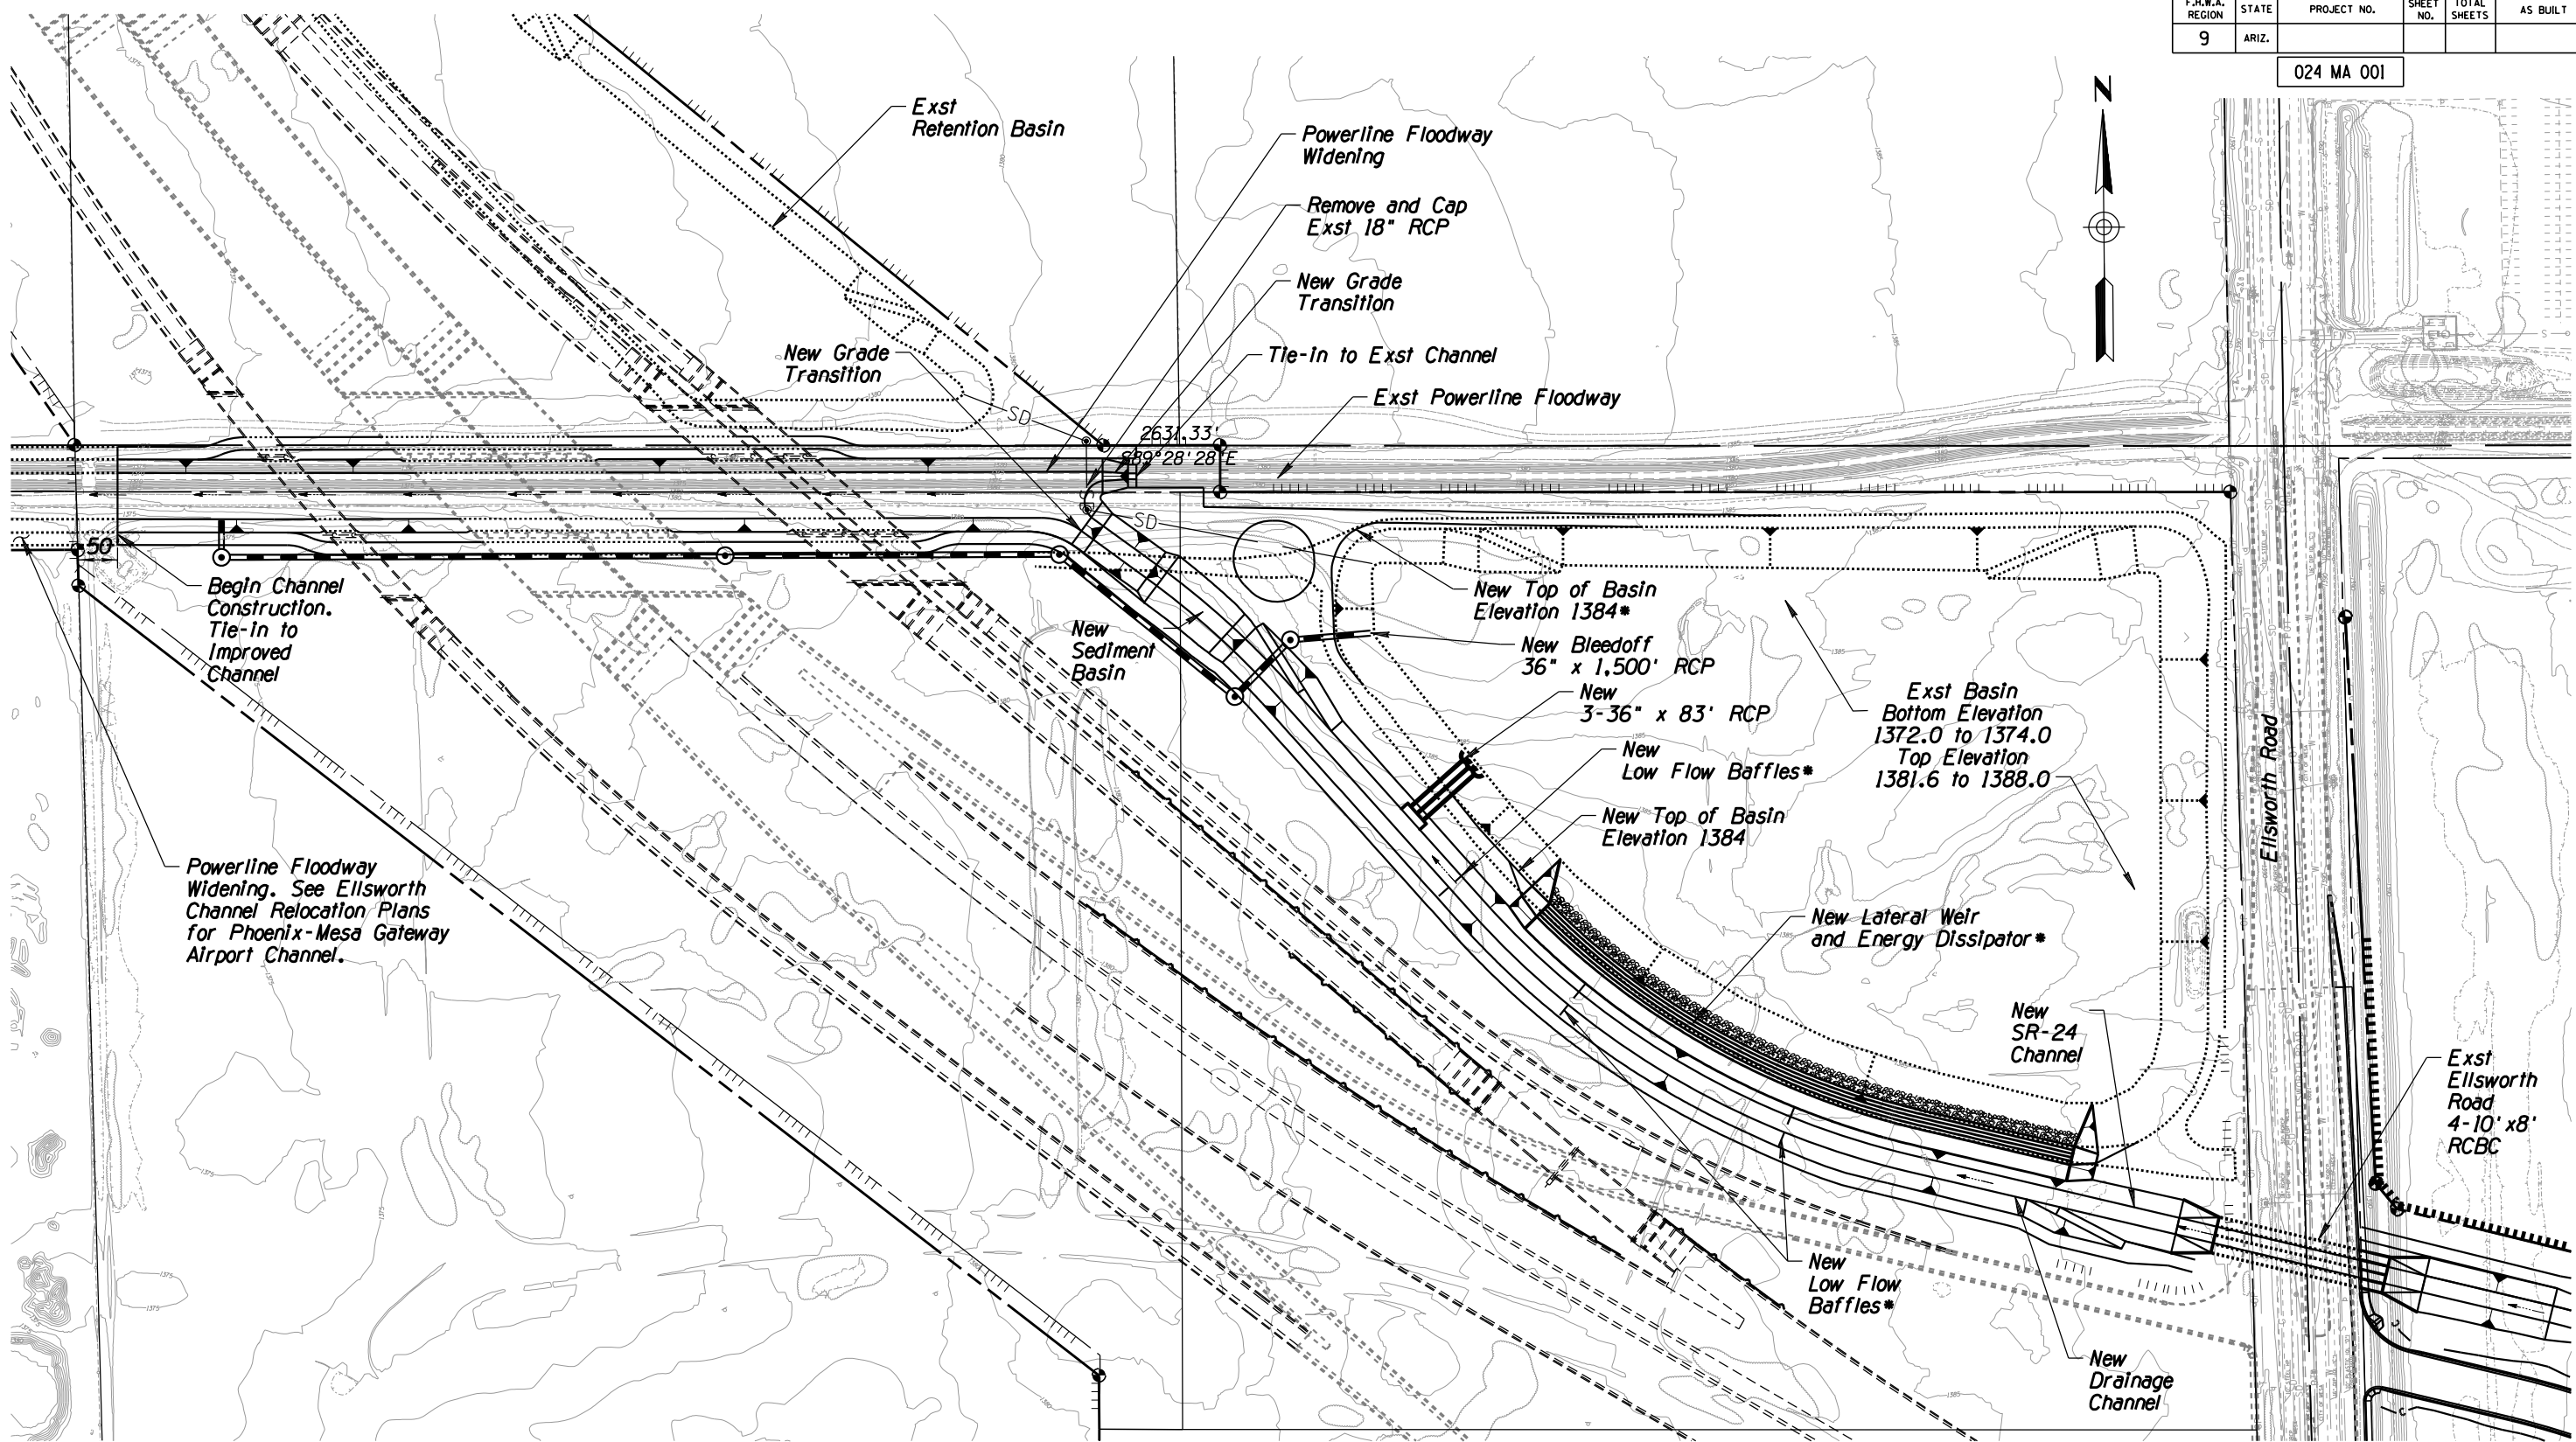 F.H.W.A.
REGION
STATE
PROJECT NO.
SHEET
NO.
TOTAL
SHEETS
AS BUILT
9
ARIZ.
024 MA 001
N
Exst
Retention Basin
Powerline Floodway
Widening
Remove and Cap
Exst 18" RCP
New Grade
Transition
New Grade
Transition
Tie-in to Exst Channel
Exst Powerline Floodway
SD
2631.33'
S89°28'28"E
SD
50
Begin Channel
Construction.
Tie-in to
Improved
Channel
New
Sediment
Basin
New Top of Basin
Elevation 1384*
New Bleedoff
36" x 1,500' RCP
New
3-36" x 83' RCP
New
Low Flow Baffles*
New Top of Basin
Elevation 1384
Exst Basin
Bottom Elevation
1372.0 to 1374.0
Top Elevation
1381.6 to 1388.0
Ellsworth Road
Powerline Floodway
Widening. See Ellsworth
Channel Relocation Plans
for Phoenix-Mesa Gateway
Airport Channel.
New Lateral Weir
and Energy Dissipator*
New
SR-24
Channel
Exst
Ellsworth
Road
4-10'x8'
RCBC
New
Low Flow
Baffles*
New
Drainage
Channel